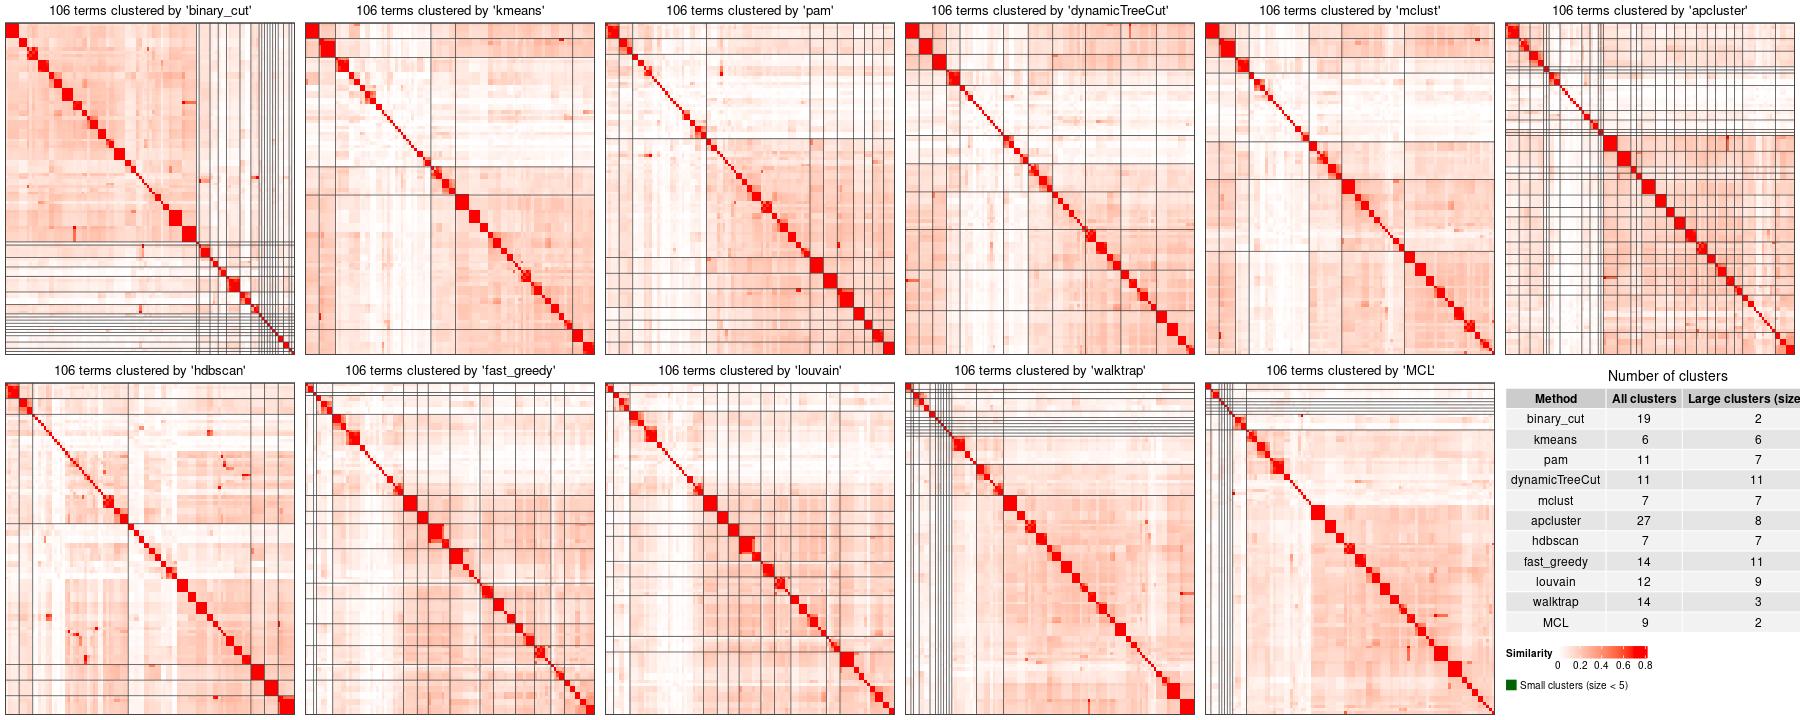 106 terms clustered by 'binary_cut'
106 terms clustered by 'kmeans'
106 terms clustered by 'pam'
106 terms clustered by 'dynamicTreeCut'
106 terms clustered by 'mclust'
106 terms clustered by 'apcluster'
106 terms clustered by 'hdbscan'
106 terms clustered by 'fast_greedy'
106 terms clustered by 'louvain'
106 terms clustered by 'walktrap'
106 terms clustered by 'MCL'
Number of clusters
Method All clusters Large clusters (size
binary_cut 19 2
kmeans 6 6
pam 11 7
dynamicTreeCut 11 11
mclust 7 7
apcluster 27 8
hdbscan 7 7
fast_greedy 14 11
louvain 12 9
walktrap 14 3
MCL 9 2
Similarity
0 0.2 0.4 0.6 0.8
Small clusters (size < 5)